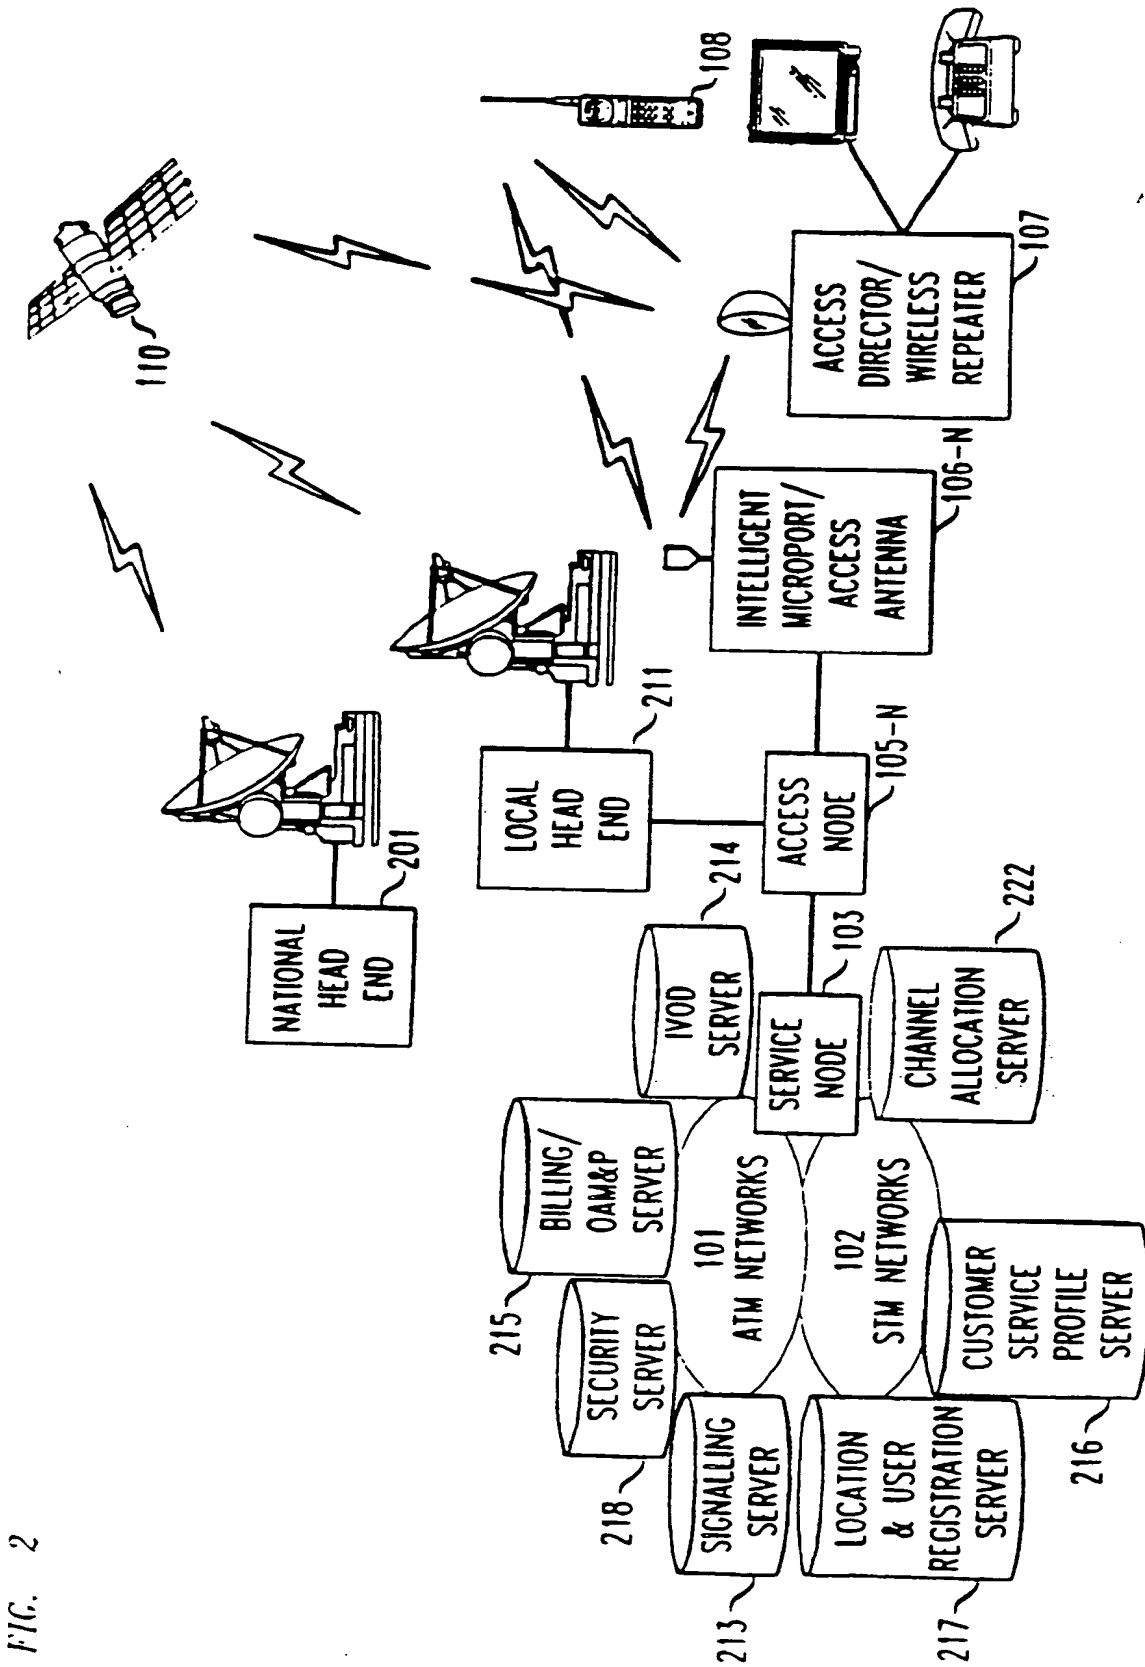 FIG. 2
110
108
NATIONAL
HEAD
END
201
LOCAL
HEAD
END
211
215
BILLING/
OAM&P
SERVER
218
SECURITY
SERVER
IVOD
SERVER
214
213
SIGNALLING
SERVER
101
ATM NETWORKS
SERVICE
NODE
103
ACCESS
NODE
105-N
INTELLIGENT
MICROPORT/
ACCESS
ANTENNA
106-N
ACCESS
DIRECTOR/
WIRELESS
REPEATER
107
217
LOCATION
& USER
REGISTRATION
SERVER
102
STM NETWORKS
216
CUSTOMER
SERVICE
PROFILE
SERVER
CHANNEL
ALLOCATION
SERVER
222